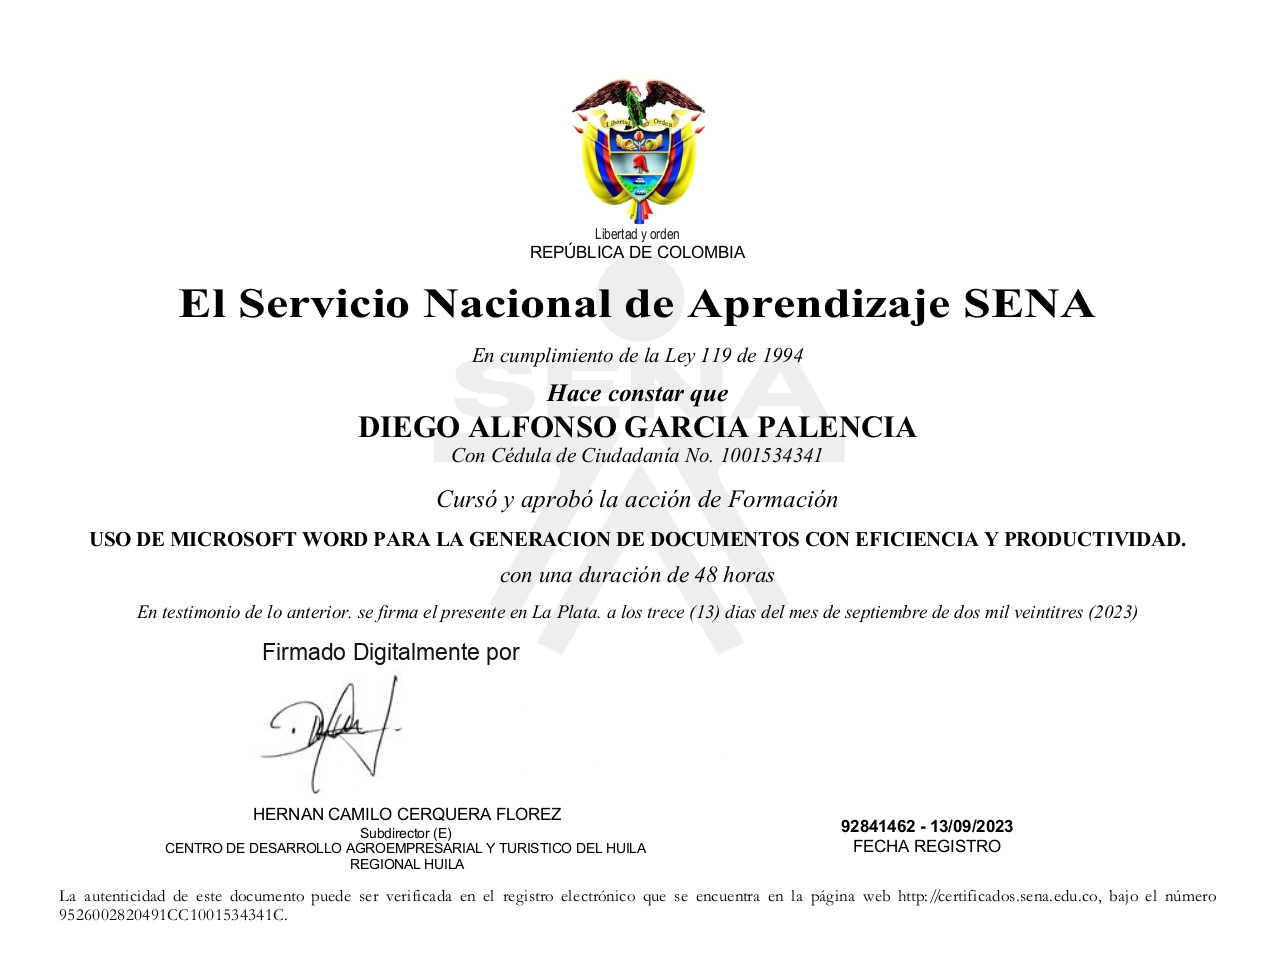 Libertad y Orden
Libertad y orden
REPÚBLICA DE COLOMBIA
El Servicio Nacional de Aprendizaje SENA
En cumplimiento de la Ley 119 de 1994
SENA
Hace constar que
DIEGO ALFONSO GARCIA PALENCIA
Con Cédula de Ciudadanía No. 1001534341
Cursó y aprobó la acción de Formación
USO DE MICROSOFT WORD PARA LA GENERACION DE DOCUMENTOS CON EFICIENCIA Y PRODUCTIVIDAD.
con una duración de 48 horas
En testimonio de lo anterior. se firma el presente en La Plata. a los trece (13) dias del mes de septiembre de dos mil veintitres (2023)
Firmado Digitalmente por
HERNAN CAMILO CERQUERA FLOREZ
Subdirector (E)
CENTRO DE DESARROLLO AGROEMPRESARIAL Y TURISTICO DEL HUILA
REGIONAL HUILA
92841462 - 13/09/2023
FECHA REGISTRO
La autenticidad de este documento puede ser verificada en el registro electrónico que se encuentra en la página web http://certificados.sena.edu.co, bajo el número
9526002820491CC1001534341C.